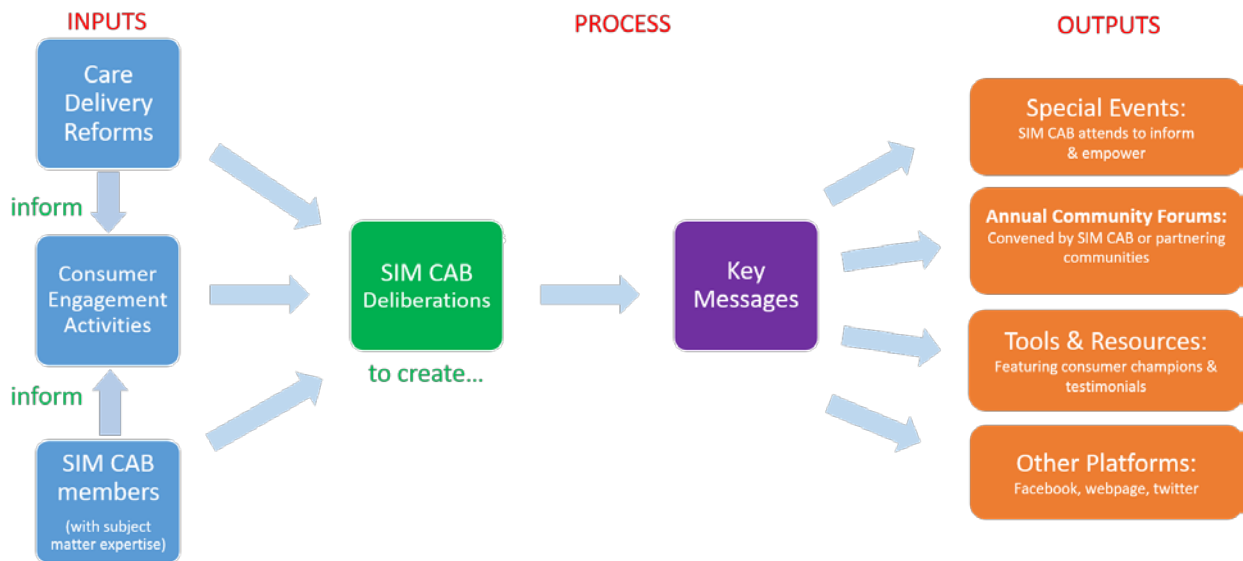 INPUTS
PROCESS
OUTPUTS
Care
Delivery
Reforms
inform
Consumer
Engagement
Activities
inform
SIM CAB
members
(with subject
matter expertise)
SIM CAB
Deliberations
to create...
Key
Messages
Special Events:
SIM CAB attends to inform
& empower
Annual Community Forums:
Convened by SIM CAB or partnering
communities
Tools & Resources:
Featuring consumer champions &
testimonials
Other Platforms:
Facebook, webpage, twitter